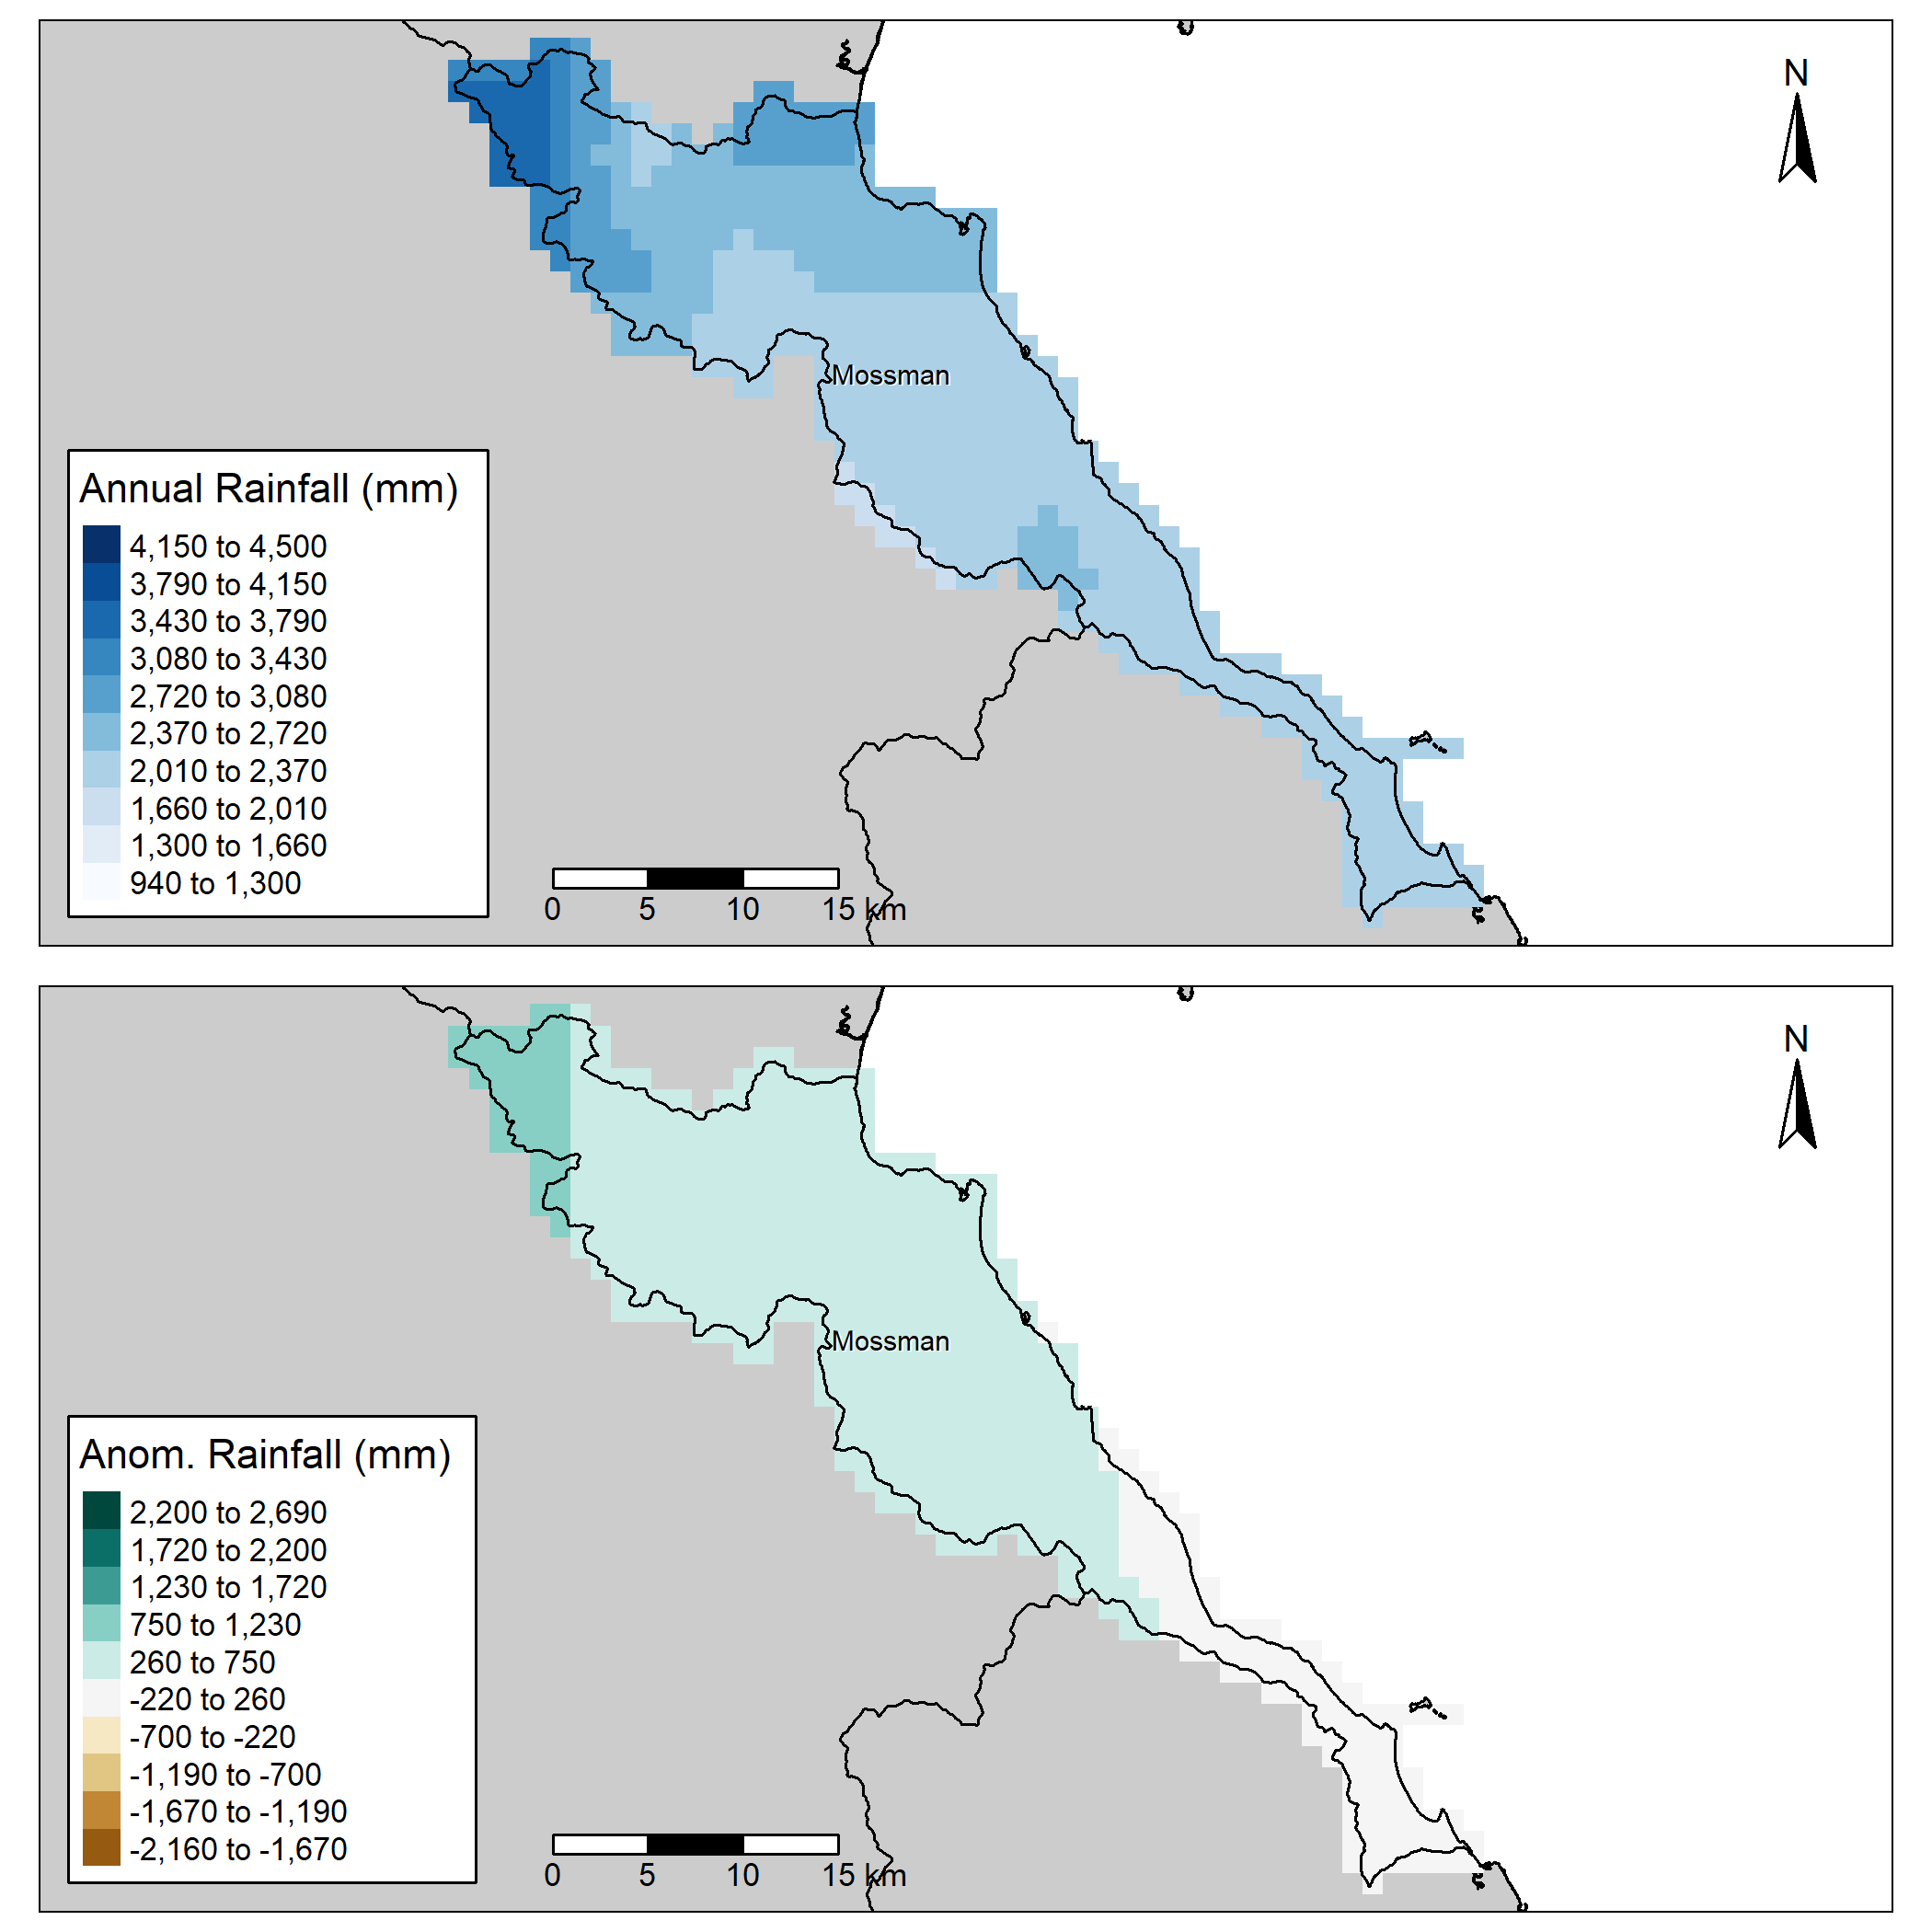 N
Mossman
Annual Rainfall (mm)
4,150 to 4,500
3,790 to 4,150
3,430 to 3,790
3,080 to 3,430
2,720 to 3,080
2,370 to 2,720
2,010 to 2,370
1,660 to 2,010
1,300 to 1,660
940 to 1,300
0 5 10 15 km
N
Mossman
Anom. Rainfall (mm)
2,200 to 2,690
1,720 to 2,200
1,230 to 1,720
750 to 1,230
260 to 750
-220 to 260
-700 to -220
-1,190 to -700
-1,670 to -1,190
-2,160 to -1,670
0 5 10 15 km